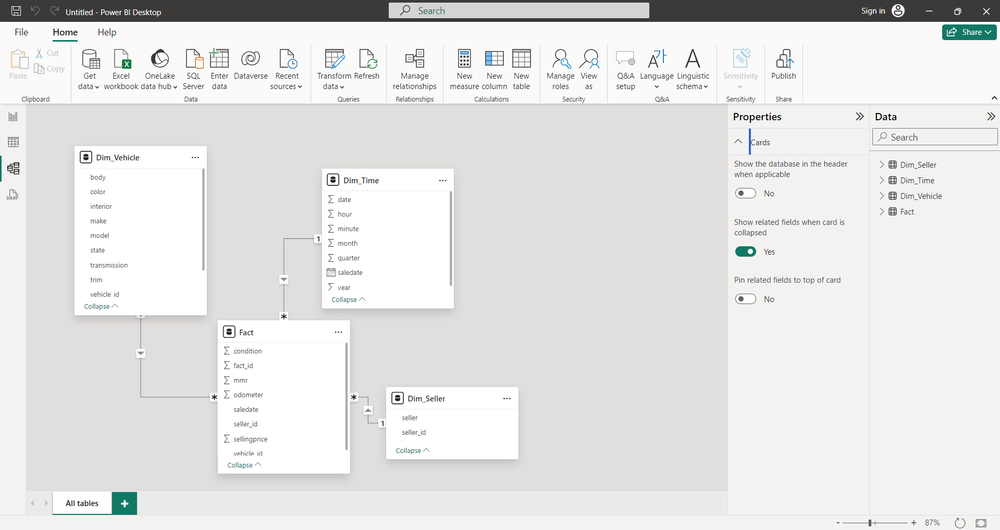 Untitled - Power BI Desktop
Search
Sign in
File
Home
Help
Share
Paste
Cut
Copy
Clipboard
Get data
Excel workbook
OneLake data hub
SQL Server
Enter data
Dataverse
Recent sources
Data
Transform data
Refresh
Queries
Manage relationships
Relationships
New measure
New column
New table
Calculations
Manage roles
View as
Security
Q&A setup
Language
Linguistic schema
Q&A
Sensitivity
Sensitivity
Publish
Share
DAX
Dim_Vehicle
body
color
interior
make
model
state
transmission
trim
vehicle_id
Collapse
Dim_Time
Σ date
Σ hour
Σ minute
Σ month
Σ quarter
saledate
Σ year
Collapse
1
*
Fact
Σ condition
Σ fact_id
Σ mmr
Σ odometer
saledate
seller_id
Σ sellingprice
vehicle_id
Collapse
*
*
1
Dim_Seller
seller
seller_id
Collapse
Properties
Cards
Show the database in the header
when applicable
No
Show related fields when card is
collapsed
Yes
Pin related fields to top of card
No
Data
Search
Dim_Seller
Dim_Time
Dim_Vehicle
Fact
All tables
+
- + 87%